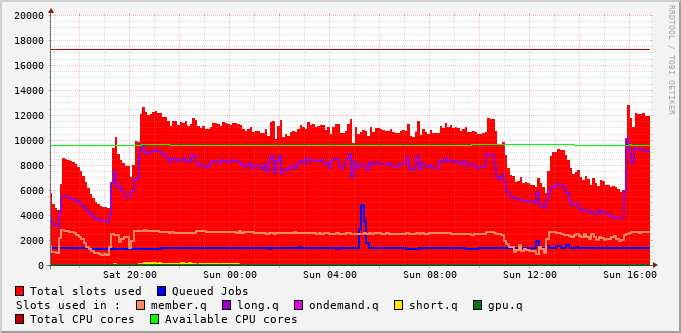 20000
18000
16000
14000
12000
10000
8000
6000
4000
2000
0
Sat 20:00 Sun 00:00 Sun 04:00 Sun 08:00 Sun 12:00 Sun 16:00
Total slots used Queued Jobs
Slots used in : member.q long.q ondemand.q short.q gpu.q
Total CPU cores Available CPU cores
RRDTOOL / TOBI OETIKER